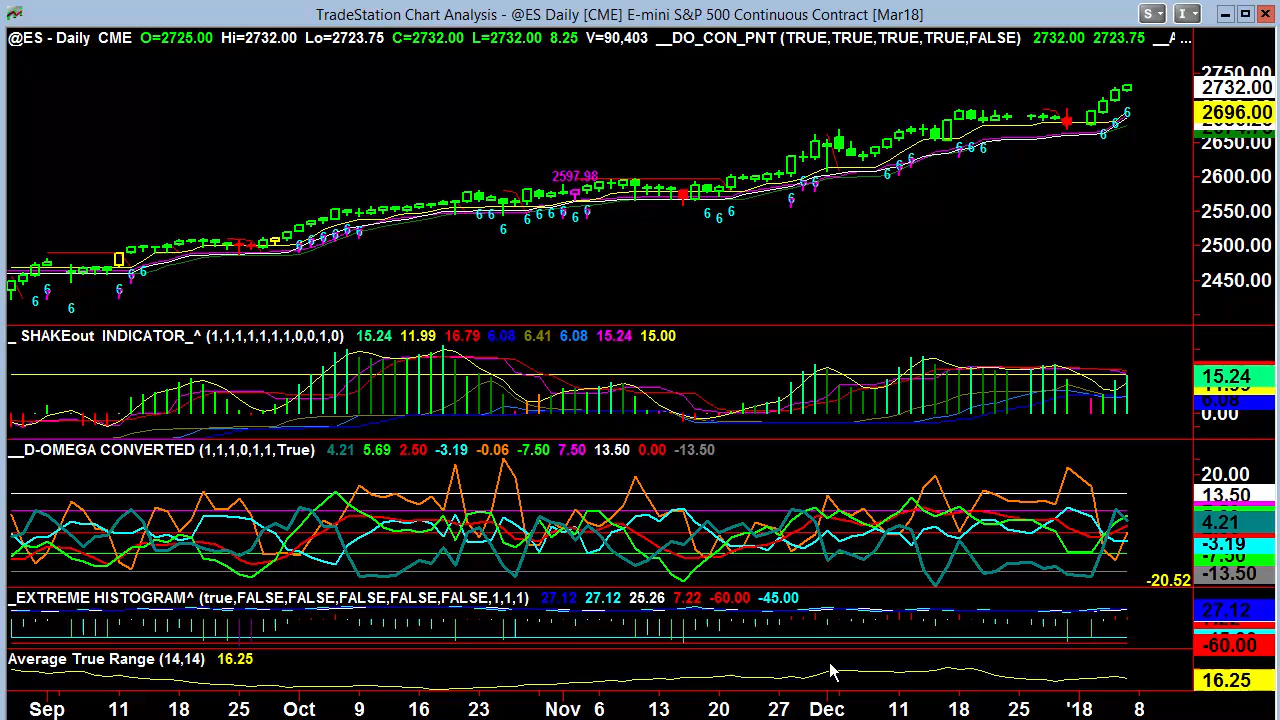 TradeStation Chart Analysis - @ES Daily [CME] E-mini S&P 500 Continuous Contract [Mar18]
S I
@ES - Daily CME O=2725.00 Hi=2732.00 Lo=2723.75 C=2732.00 L=2732.00 8.25 V=90,403 __DO_CON_PNT (TRUE,TRUE,TRUE,TRUE,FALSE) 2732.00 2723.75 ...
2750.00
2732.00
2696.00
2650.00
2600.00
2550.00
2500.00
2450.00
2597.98
_ SHAKEout INDICATOR_^ (1,1,1,1,1,1,1,0,0,1,0) 15.24 11.99 16.79 6.08 6.41 6.08 15.24 15.00
15.24
6.08
0.00
__D-OMEGA CONVERTED (1,1,1,0,1,1,True) 4.21 5.69 2.50 -3.19 -0.06 -7.50 7.50 13.50 0.00 -13.50
20.00
13.50
4.21
-3.19
-7.50
-13.50
-20.52
_EXTREME HISTOGRAM^ (true,FALSE,FALSE,FALSE,FALSE,FALSE,1,1,1) 27.12 27.12 25.26 7.22 -60.00 -45.00
27.12
-60.00
Average True Range (14,14) 16.25
16.25
Sep 11 18 25 Oct 9 16 23 Nov 6 13 20 27 Dec 11 18 25 '18 8